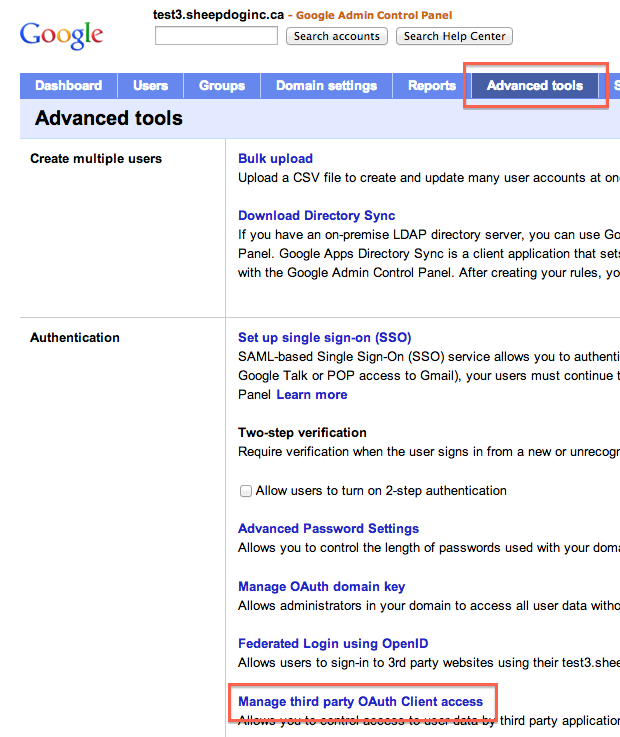 test3.sheepdoginc.ca - Google Admin Control Panel
Google
Search accounts
Search Help Center
Dashboard Users Groups Domain settings Reports Advanced tools S
Advanced tools
Create multiple users
Bulk upload
Upload a CSV file to create and update many user accounts at on
Download Directory Sync
If you have an on-premise LDAP directory server, you can use Go
Panel. Google Apps Directory Sync is a client application that sets
with the Google Admin Control Panel. After creating your rules, yo
Authentication
Set up single sign-on (SSO)
SAML-based Single Sign-On (SSO) service allows you to authenti
Google Talk or POP access to Gmail), your users must continue t
Panel Learn more
Two-step verification
Require verification when the user signs in from a new or unrecogr
Allow users to turn on 2-step authentication
Advanced Password Settings
Allows you to control the length of passwords used with your doma
Manage OAuth domain key
Allows administrators in your domain to access all user data witho
Federated Login using OpenID
Allows users to sign-in to 3rd party websites using their test3.shee
Manage third party OAuth Client access
Allows you to control access to user data by third party application